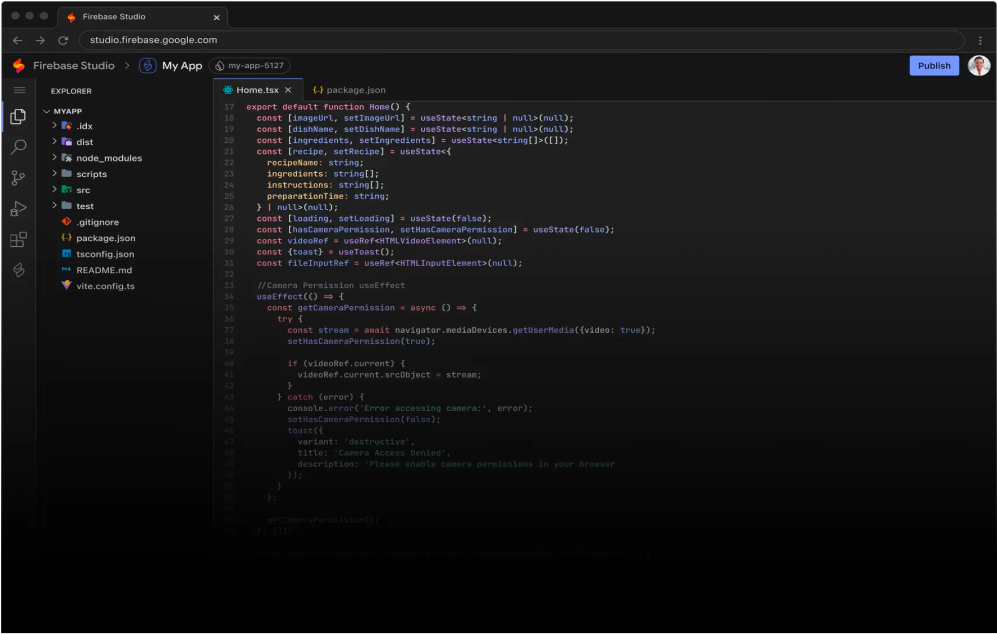 Firebase Studio
studio.firebase.google.com
Firebase Studio > My App my-app-5127 Publish
EXPLORER
MYAPP
.idx
dist
node_modules
scripts
src
test
.gitignore
package.json
tsconfig.json
README.md
vite.config.ts
Home.tsx package.json
17 export default function Home() {
18 const [imageUrl, setImageUrl] = useState<string | null>(null);
19 const [dishName, setDishName] = useState<string | null>(null);
20 const [ingredients, setIngredients] = useState<string[]>([]);
21 const [recipe, setRecipe] = useState<{
22 recipeName: string;
23 ingredients: string[];
24 instructions: string[];
25 preparationTime: string;
26 } | null>(null);
27 const [loading, setLoading] = useState(false);
28 const [hasCameraPermission, setHasCameraPermission] = useState(false);
29 const videoRef = useRef<HTMLVideoElement>(null);
30 const {toast} = useToast();
31 const fileInputRef = useRef<HTMLInputElement>(null);
32
33 //Camera Permission useEffect
34 useEffect(() => {
35 const getCameraPermission = async () => {
36 try {
37 const stream = await navigator.mediaDevices.getUserMedia({video: true});
38 setHasCameraPermission(true);
39
40 if (videoRef.current) {
41 videoRef.current.srcObject = stream;
42 }
43 } catch (error) {
44 console.error('Error accessing camera:', error);
45 setHasCameraPermission(false);
46 toast({
47 variant: 'destructive',
48 title: 'Camera Access Denied',
49 description: 'Please enable camera permissions in your browser
50 });
51 }
52 };
getCameraPermission();
}, []);